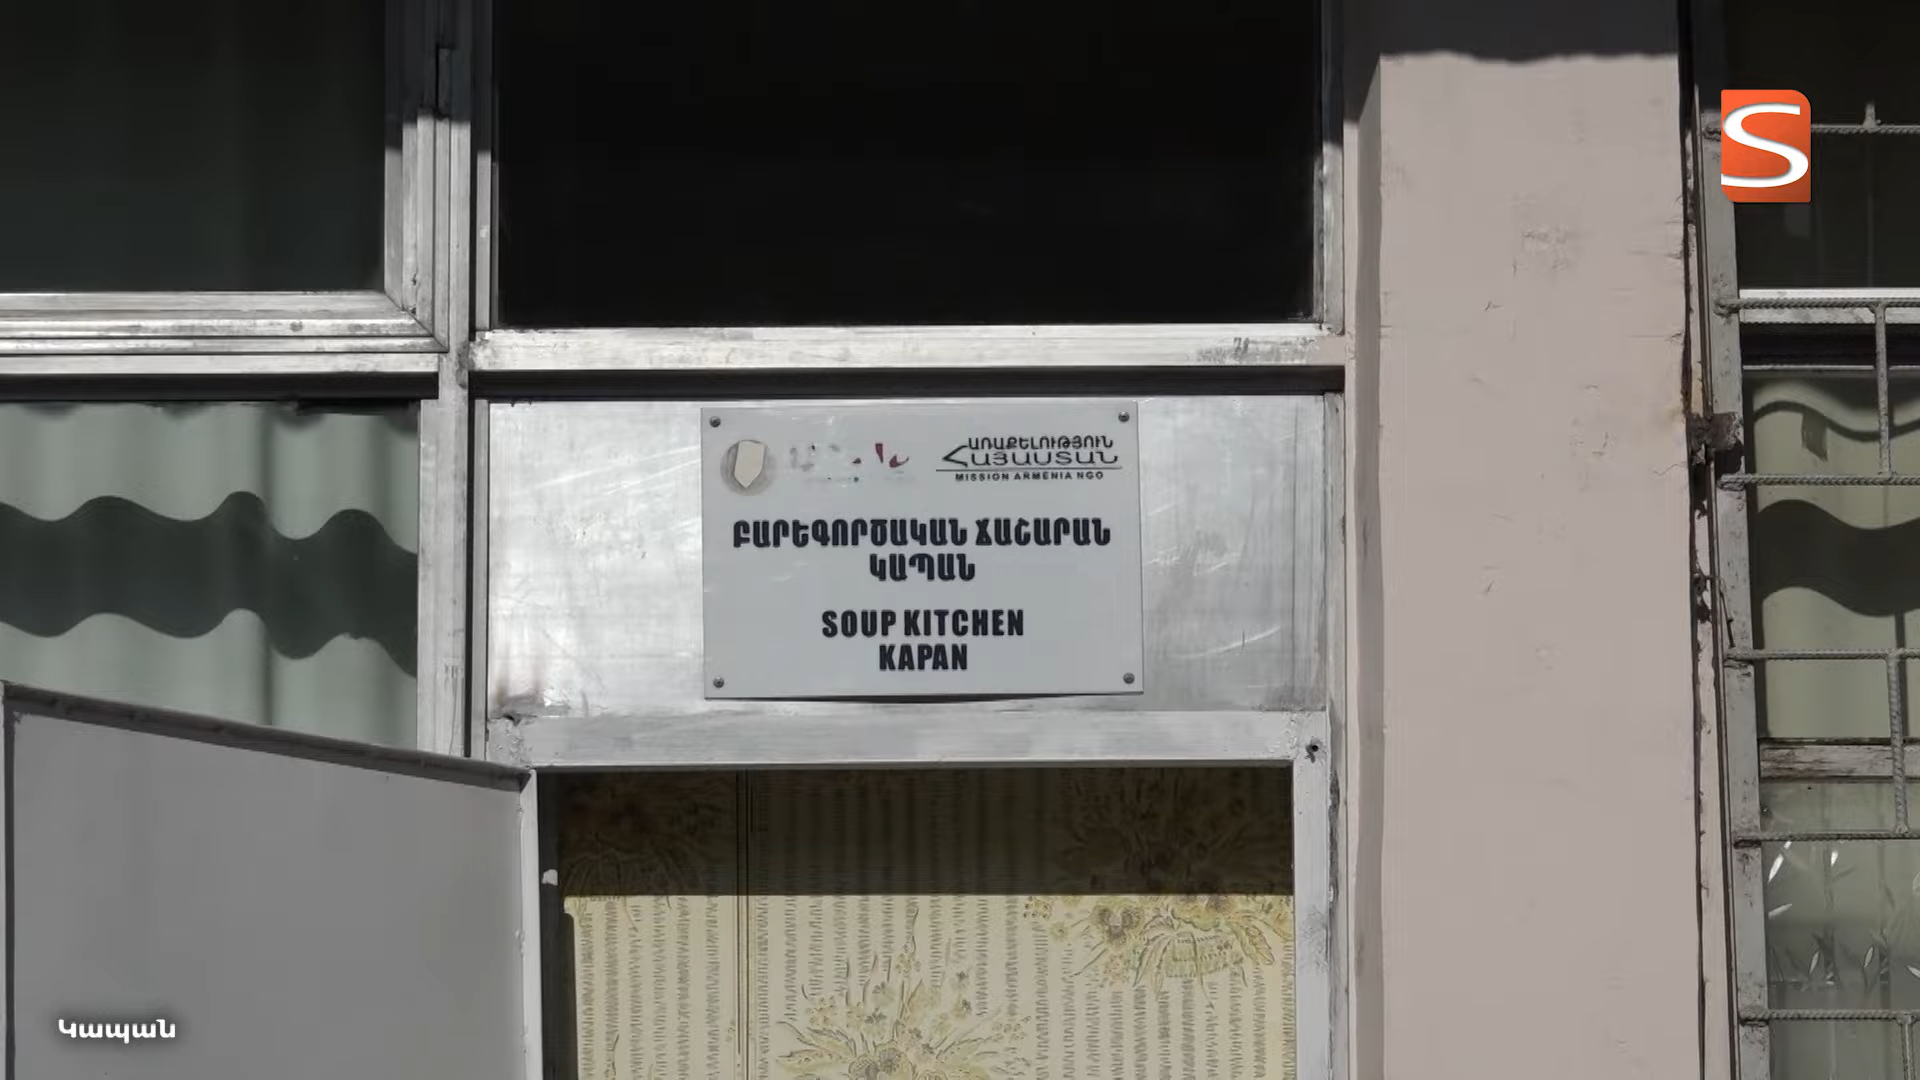 S
ԱՌԱՔԵԼՈՒԹՅՈՒՆ
ՀԱՅԱՍՏԱՆ
MISSION ARMENIA NGO
ԲԱՐԵԳՈՐԾԱԿԱՆ ՃԱՇԱՐԱՆ
ԿԱՊԱՆ
SOUP KITCHEN
KAPAN
Կապան